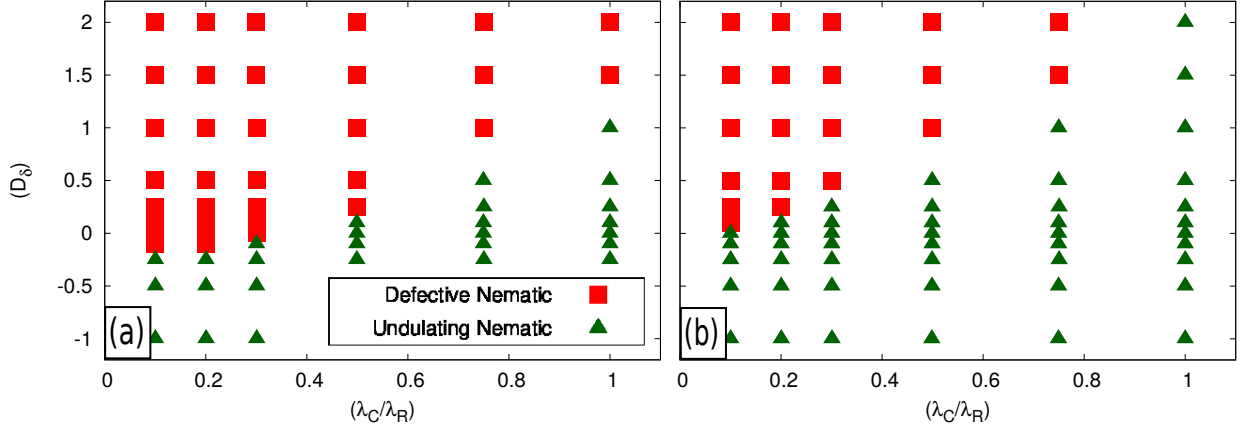 2
1.5
1
0.5
0
-0.5
-1
(D_δ)
(a)
Defective Nematic
Undulating Nematic
0 0.2 0.4 0.6 0.8 1
(λ_C/λ_R)
(b)
0 0.2 0.4 0.6 0.8 1
(λ_C/λ_R)